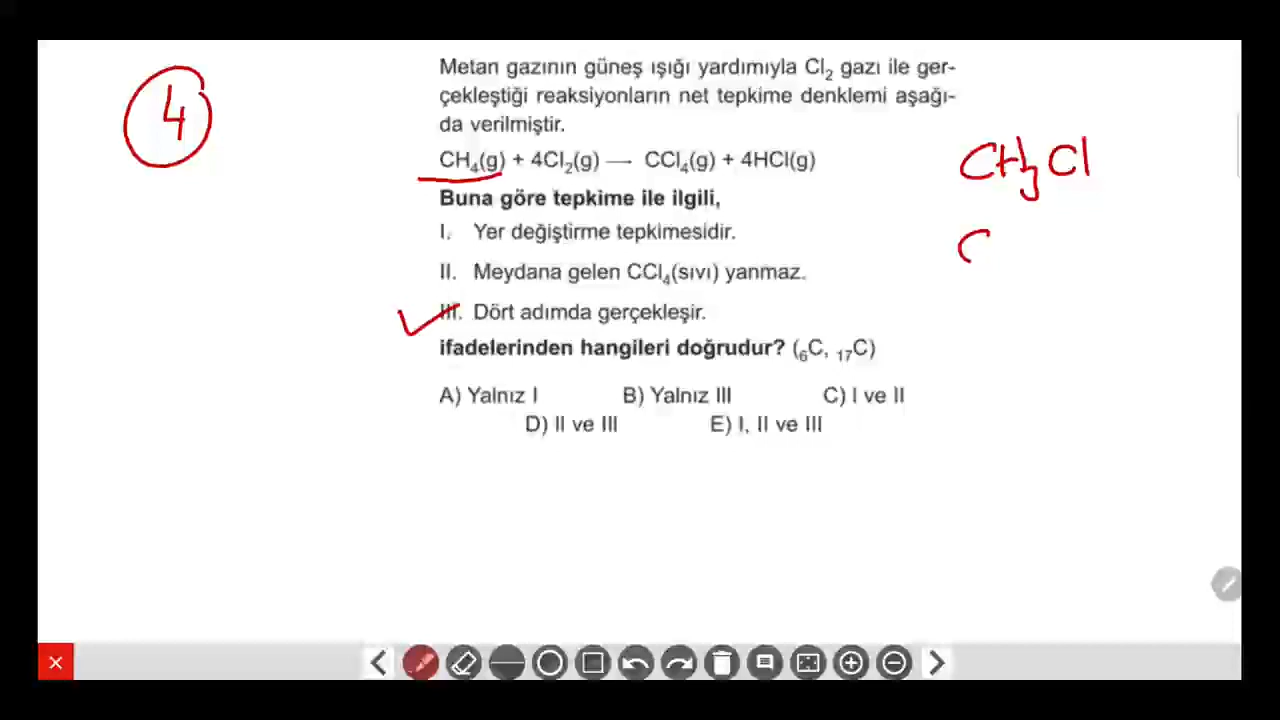 4
Metan gazının güneş ışığı yardımıyla Cl₂ gazı ile ger-
çekleştiği reaksiyonların net tepkime denklemi aşağı-
da verilmiştir.
CH₄(g) + 4Cl₂(g) — CCl₄(g) + 4HCl(g)
CH₃Cl
Buna göre tepkime ile ilgili,
I. Yer değiştirme tepkimesidir.
C
II. Meydana gelen CCl₄(sıvı) yanmaz.
III. Dört adımda gerçekleşir.
ifadelerinden hangileri doğrudur? (₆C, ₁₇C)
A) Yalnız I B) Yalnız III C) I ve II
D) II ve III E) I, II ve III